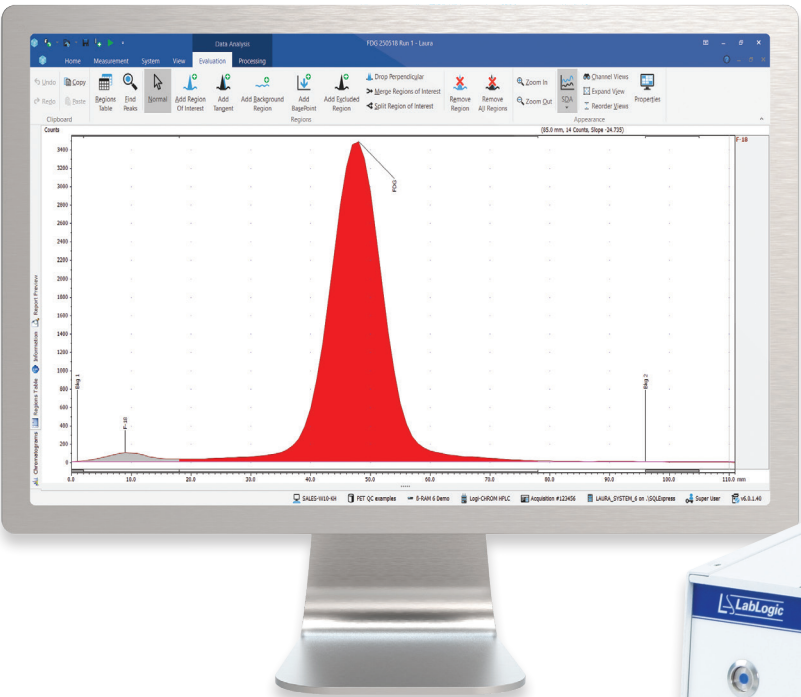 Data Analysis
FDG 250518 Run 1 - Laura
Home Measurement System View Evaluation Processing
Undo Copy
Redo Paste
Regions Table
Find Peaks
Normal
Add Region Of Interest
Add Tangent
Add Background Region
Add BasePoint
Add Excluded Region
Drop Perpendicular
Merge Regions of Interest
Split Region of Interest
Remove Region
Remove All Regions
Zoom In
Zoom Out
SDA
Channel Views
Expand View
Reorder Views
Properties
Clipboard Regions Appearance
Counts
(85.0 mm, 14 Counts, Slope -24.735)
F-18
3400
3200
3000
2800
2600
2400
2200
2000
1800
1600
1400
1200
1000
800
600
400
200
0
FDG
Bkg 1
F-18
Bkg 2
0.0 10.0 20.0 30.0 40.0 50.0 60.0 70.0 80.0 90.0 100.0 110.0 mm
Report Preview
Information
Regions Table
Chromatograms
SALES-W10-KH PET QC examples B-RAM 6 Demo Logi-CHROM HPLC Acquisition #123456 LAURA_SYSTEM_6 on .\SQLExpress Super User v6.0.1.40
LabLogic